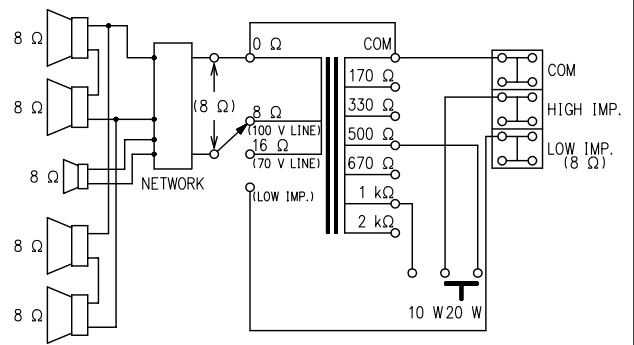 8 Ω
8 Ω
8 Ω
8 Ω
8 Ω
NETWORK
(8 Ω)
0 Ω
8 Ω
(100 V LINE)
16 Ω
(70 V LINE)
(LOW IMP.)
COM
170 Ω
330 Ω
500 Ω
670 Ω
1 kΩ
2 kΩ
10 W 20 W
COM
HIGH IMP.
LOW IMP.
(8 Ω)